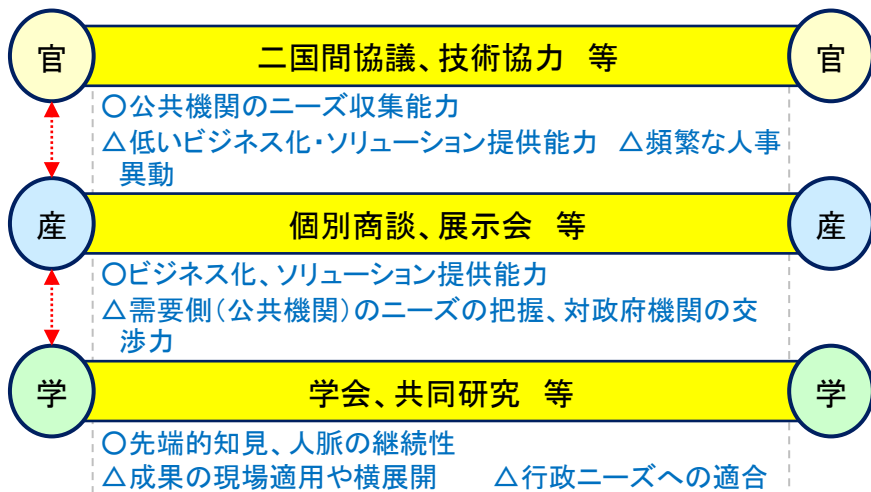 官 二国間協議、技術協力　等 官
〇公共機関のニーズ収集能力
△低いビジネス化・ソリューション提供能力　△頻繁な人事
異動
産 個別商談、展示会　等 産
〇ビジネス化、ソリューション提供能力
△需要側（公共機関）のニーズの把握、対政府機関の交
渉力
学 学会、共同研究　等 学
〇先端的知見、人脈の継続性
△成果の現場適用や横展開　　△行政ニーズへの適合